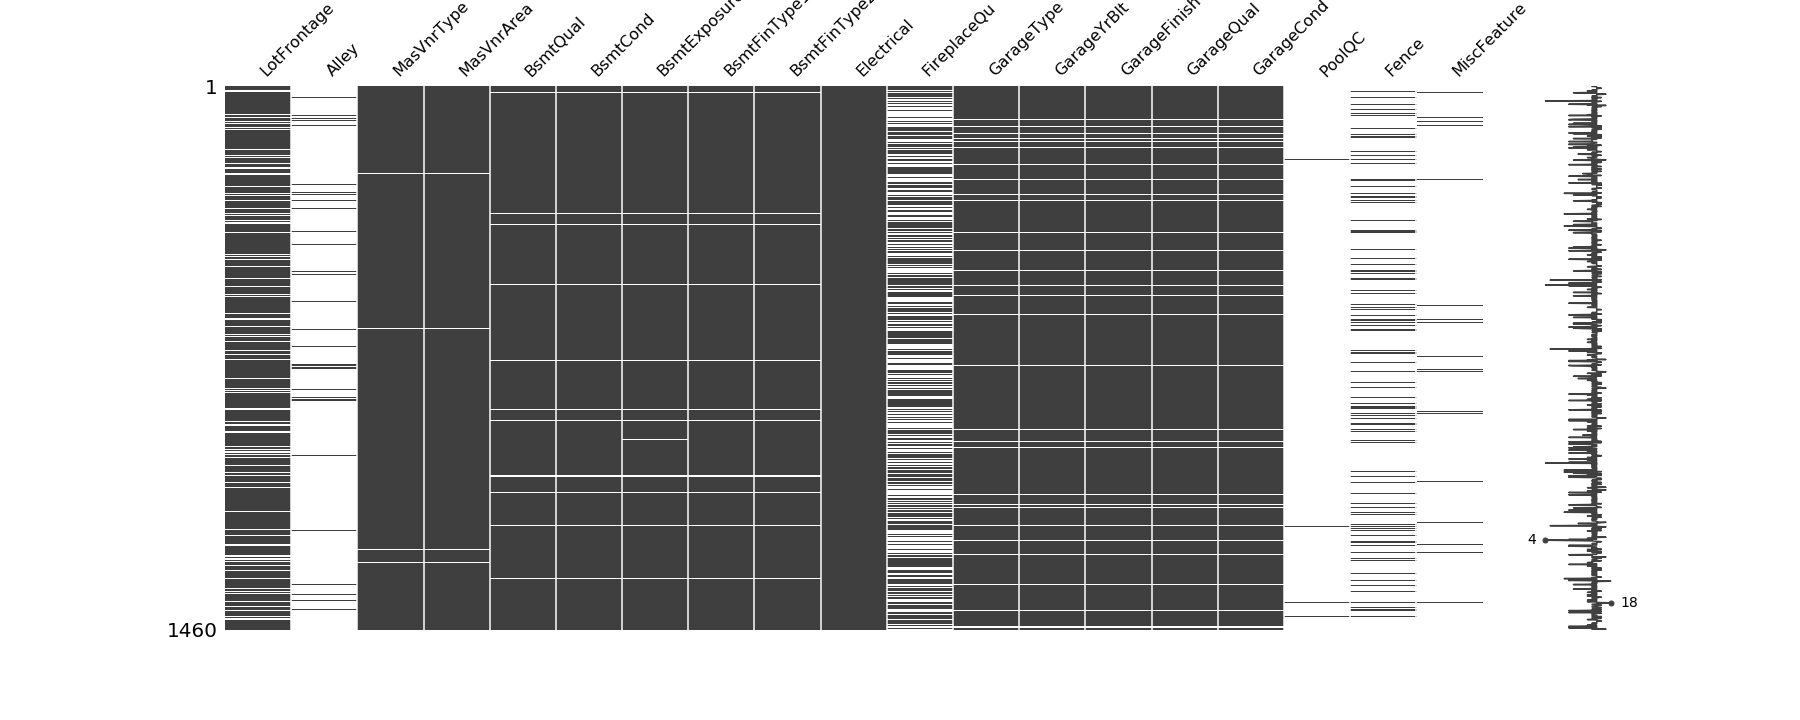 LotFrontage
Alley
MasVnrType
MasVnrArea
BsmtQual
BsmtCond
BsmtExposure
BsmtFinType1
BsmtFinType2
Electrical
FireplaceQu
GarageType
GarageYrBlt
GarageFinish
GarageQual
GarageCond
PoolQC
Fence
MiscFeature
1
4
18
1460